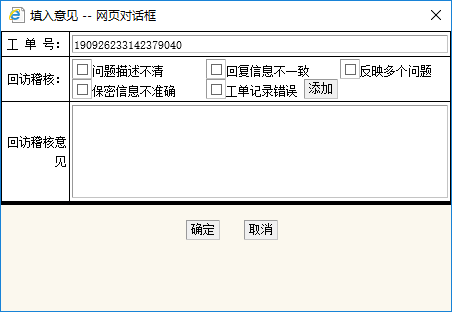 填入意见 -- 网页对话框
工 单 号： 190926233142379040
回访稽核： 问题描述不清 回复信息不一致 反映多个问题
保密信息不准确 工单记录错误 添加
回访稽核意
见
确定 取消